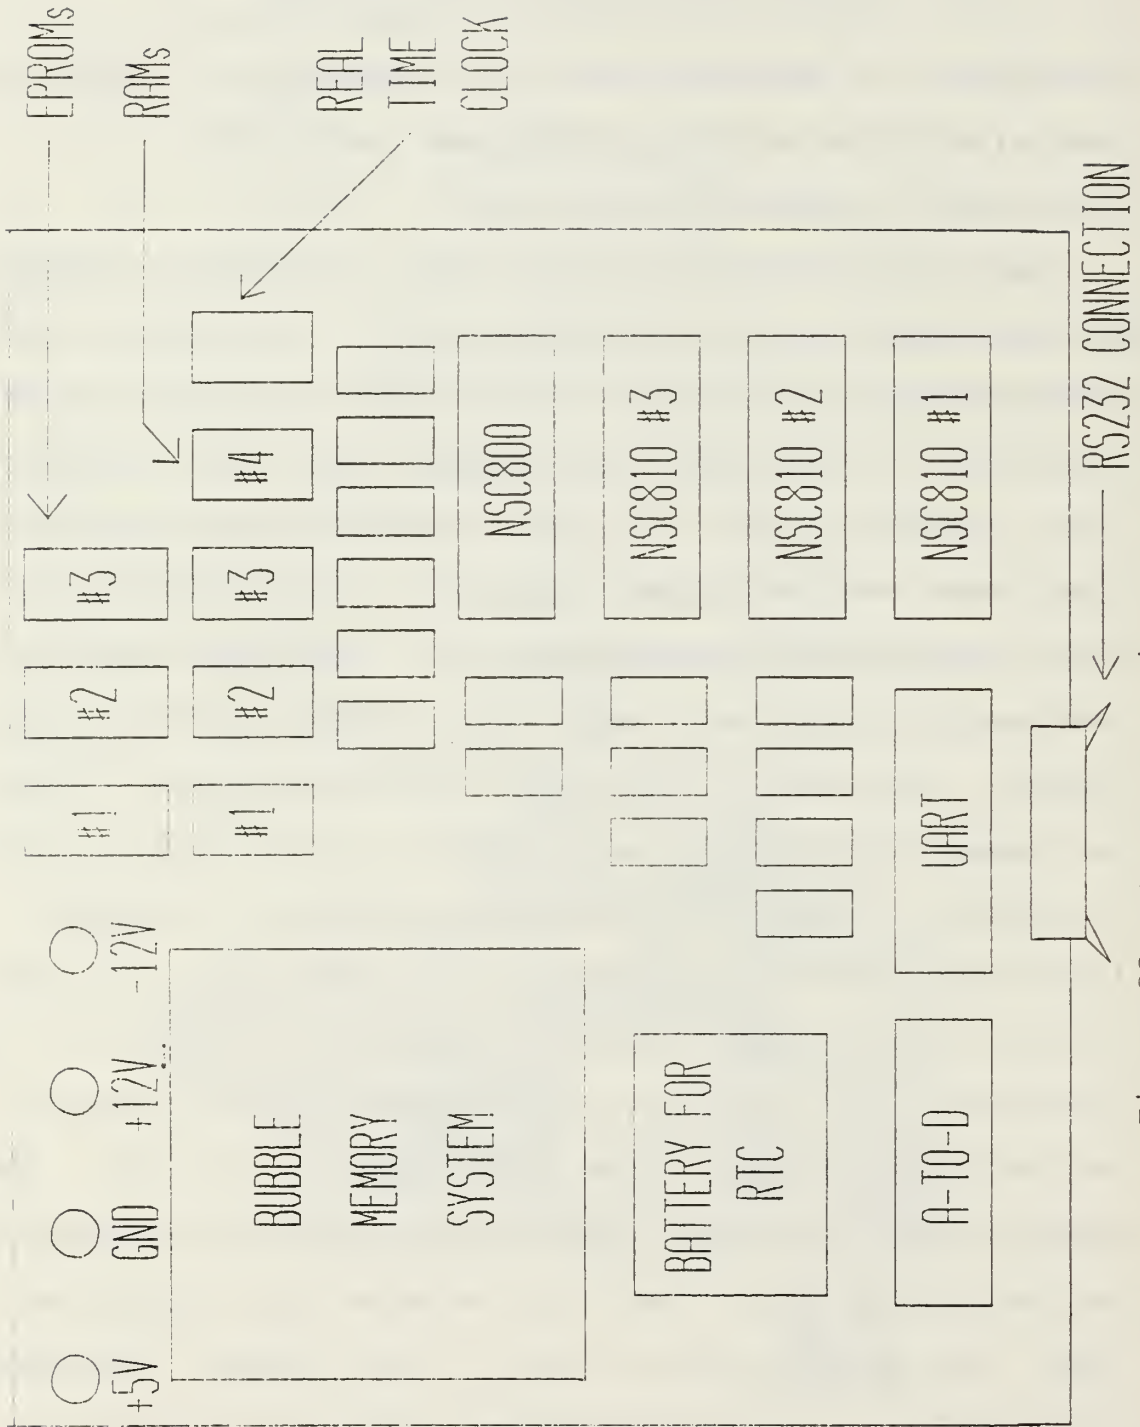 EPROMs
RAMs
REAL
TIME
CLOCK
+5V
GND
+12V
-12V
#1
#2
#3
#1
#2
#3
#4
BUBBLE
MEMORY
SYSTEM
NSC800
BATTERY FOR
RTC
NSC810 #3
NSC810 #2
A-TO-D
UART
NSC810 #1
RS232 CONNECTION